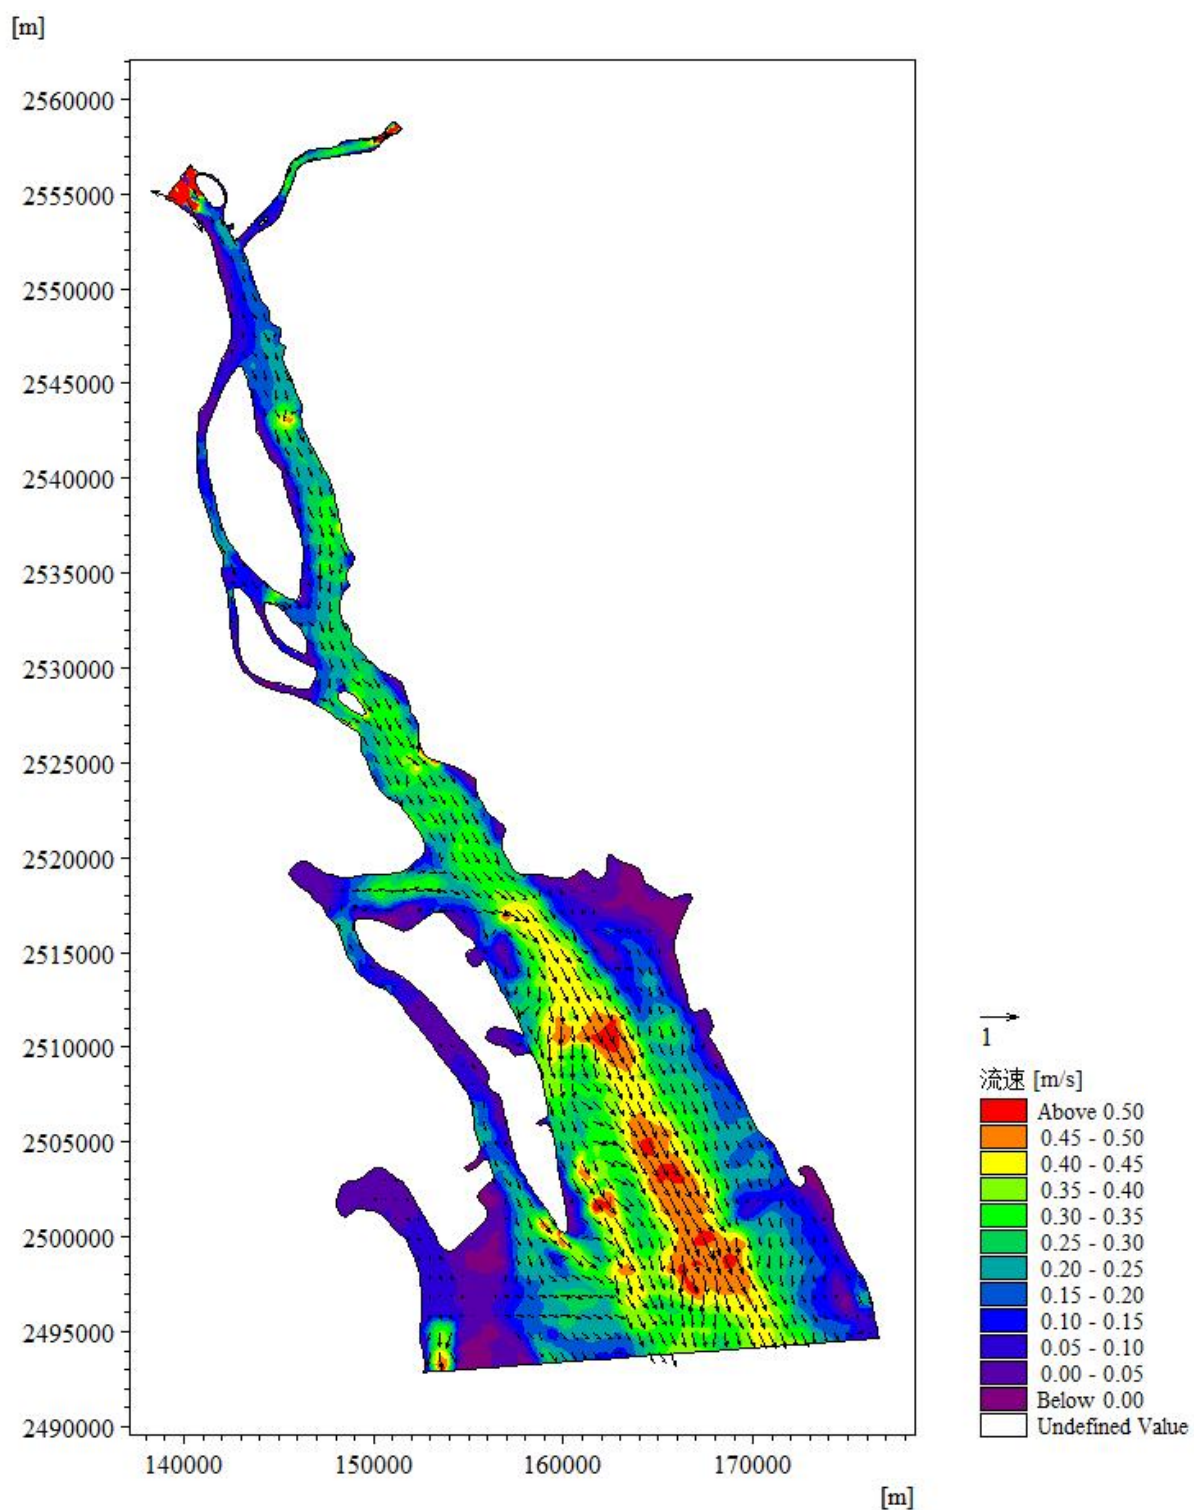 [m]
2560000
2555000
2550000
2545000
2540000
2535000
2530000
2525000
2520000
2515000
2510000
2505000
2500000
2495000
2490000
140000 150000 160000 170000
[m]
1
流速 [m/s]
Above 0.50
0.45 - 0.50
0.40 - 0.45
0.35 - 0.40
0.30 - 0.35
0.25 - 0.30
0.20 - 0.25
0.15 - 0.20
0.10 - 0.15
0.05 - 0.10
0.00 - 0.05
Below 0.00
Undefined Value